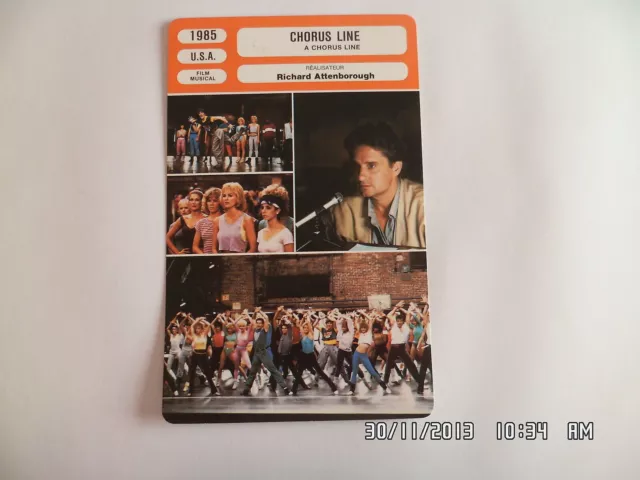 1985
CHORUS LINE
A CHORUS LINE
U.S.A.
RÉALISATEUR
Richard Attenborough
FILM
MUSICAL
30/11/2013 10:34 AM